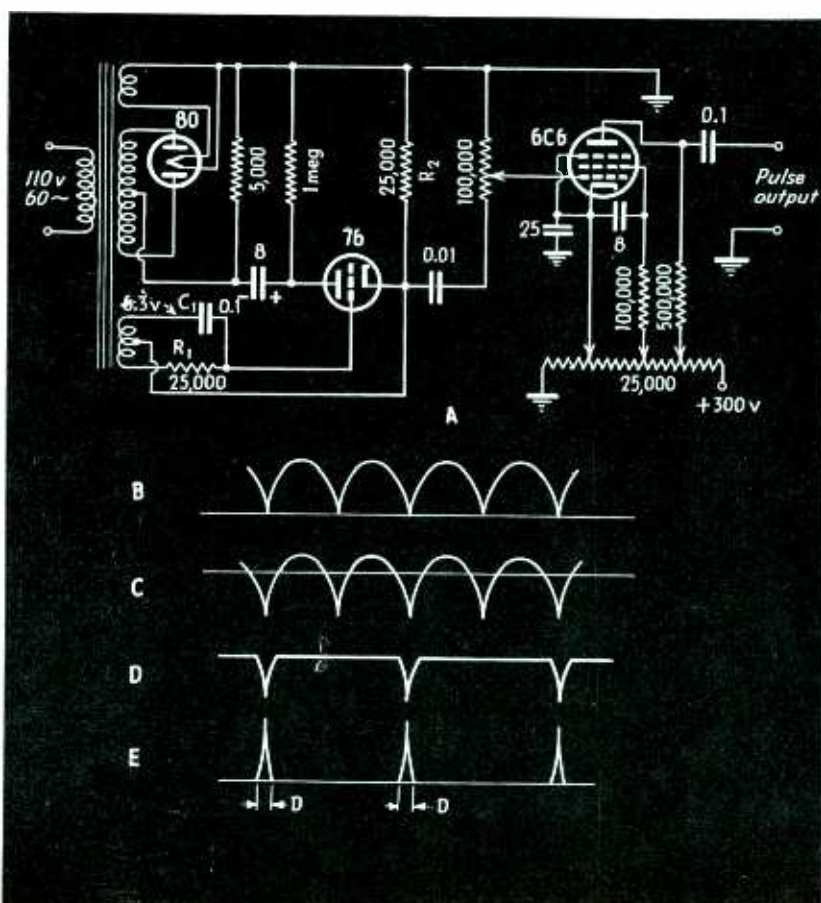 80
6C6
0.1
110 v
60~
5,000
1 meg
25,000
R2
100,000
Pulse
output
8
76
0.01
25
8
6.3v
C1
0.1
+
R1
25,000
100,000
500,000
25,000
+300 v
A
B
C
D
E
D
D